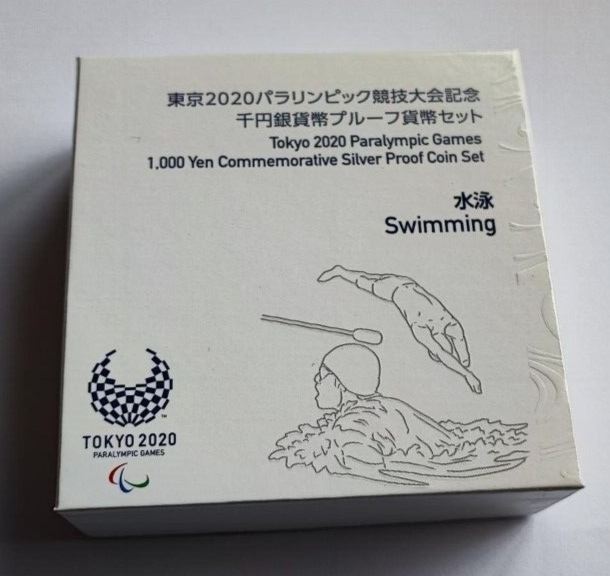 東京2020パラリンピック競技大会記念
千円銀貨幣プルーフ貨幣セット
Tokyo 2020 Paralympic Games
1,000 Yen Commemorative Silver Proof Coin Set
水泳
Swimming
TOKYO 2020
PARALYMPIC GAMES